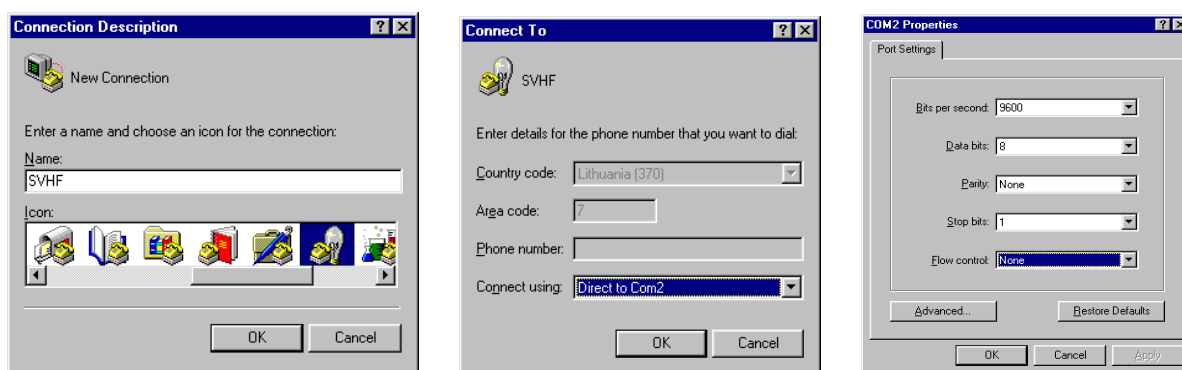 Connection Description
New Connection
Enter a name and choose an icon for the connection:
Name:
SVHF
Icon:
OK Cancel
Connect To
SVHF
Enter details for the phone number that you want to dial:
Country code: Lithuania (370)
Area code: 7
Phone number:
Connect using: Direct to Com2
OK Cancel
COM2 Properties
Port Settings
Bits per second: 9600
Data bits: 8
Parity: None
Stop bits: 1
Flow control: None
Advanced... Restore Defaults
OK Cancel Apply